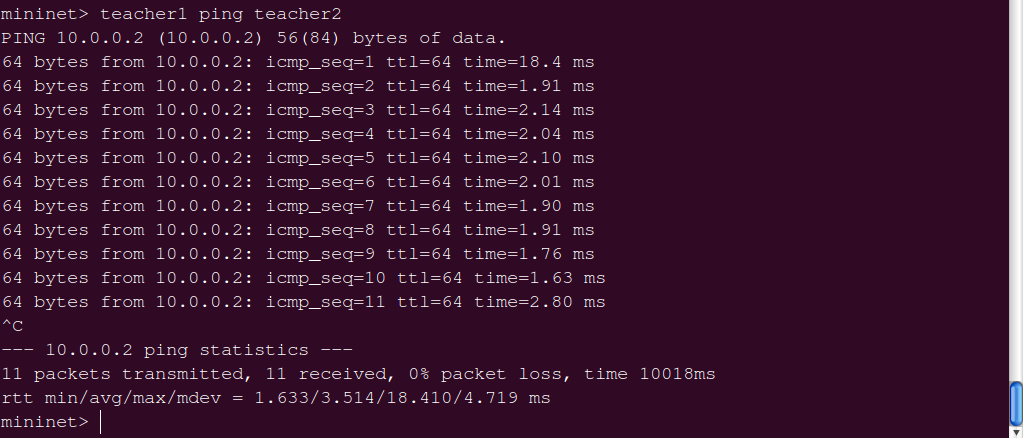 mininet> teacher1 ping teacher2
PING 10.0.0.2 (10.0.0.2) 56(84) bytes of data.
64 bytes from 10.0.0.2: icmp_seq=1 ttl=64 time=18.4 ms
64 bytes from 10.0.0.2: icmp_seq=2 ttl=64 time=1.91 ms
64 bytes from 10.0.0.2: icmp_seq=3 ttl=64 time=2.14 ms
64 bytes from 10.0.0.2: icmp_seq=4 ttl=64 time=2.04 ms
64 bytes from 10.0.0.2: icmp_seq=5 ttl=64 time=2.10 ms
64 bytes from 10.0.0.2: icmp_seq=6 ttl=64 time=2.01 ms
64 bytes from 10.0.0.2: icmp_seq=7 ttl=64 time=1.90 ms
64 bytes from 10.0.0.2: icmp_seq=8 ttl=64 time=1.91 ms
64 bytes from 10.0.0.2: icmp_seq=9 ttl=64 time=1.76 ms
64 bytes from 10.0.0.2: icmp_seq=10 ttl=64 time=1.63 ms
64 bytes from 10.0.0.2: icmp_seq=11 ttl=64 time=2.80 ms
^C
--- 10.0.0.2 ping statistics ---
11 packets transmitted, 11 received, 0% packet loss, time 10018ms
rtt min/avg/max/mdev = 1.633/3.514/18.410/4.719 ms
mininet>